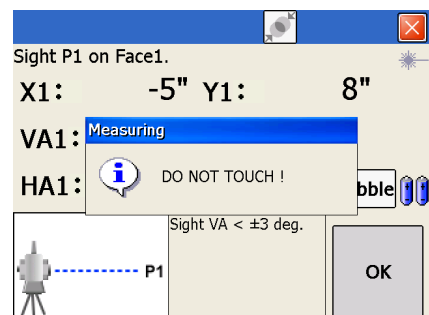 Sight P1 on Face1.
X1: -5" Y1: 8"
VA1: Measuring
DO NOT TOUCH !
HA1: bble
Sight VA < ±3 deg.
P1
OK